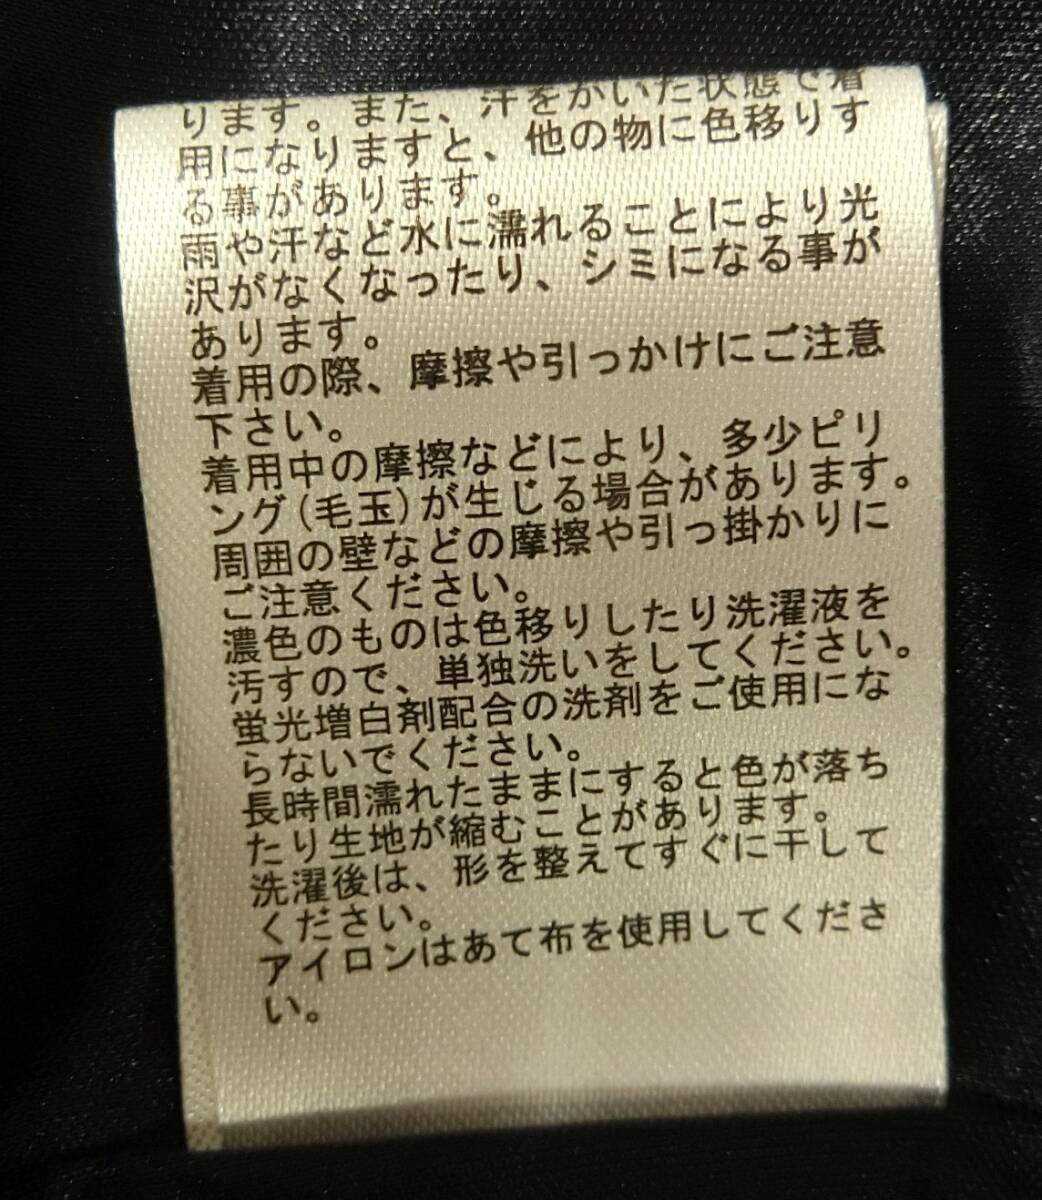 ります。また、汗をかいた状態で着
用になりますと、他の物に色移りす
る事があります。
雨や汗など水に濡れることにより光
沢がなくなったり、シミになる事が
あります。
着用の際、摩擦や引っかけにご注意
下さい。
着用中の摩擦などにより、多少ピリ
ング(毛玉)が生じる場合があります。
周囲の壁などの摩擦や引っ掛かりに
ご注意ください。
濃色のものは色移りしたり洗濯液を
汚すので、単独洗いをしてください。
蛍光増白剤配合の洗剤をご使用にな
らないでください。
長時間濡れたままにすると色が落ち
たり生地が縮むことがあります。
洗濯後は、形を整えてすぐに干して
ください。
アイロンはあて布を使用してくださ
い。